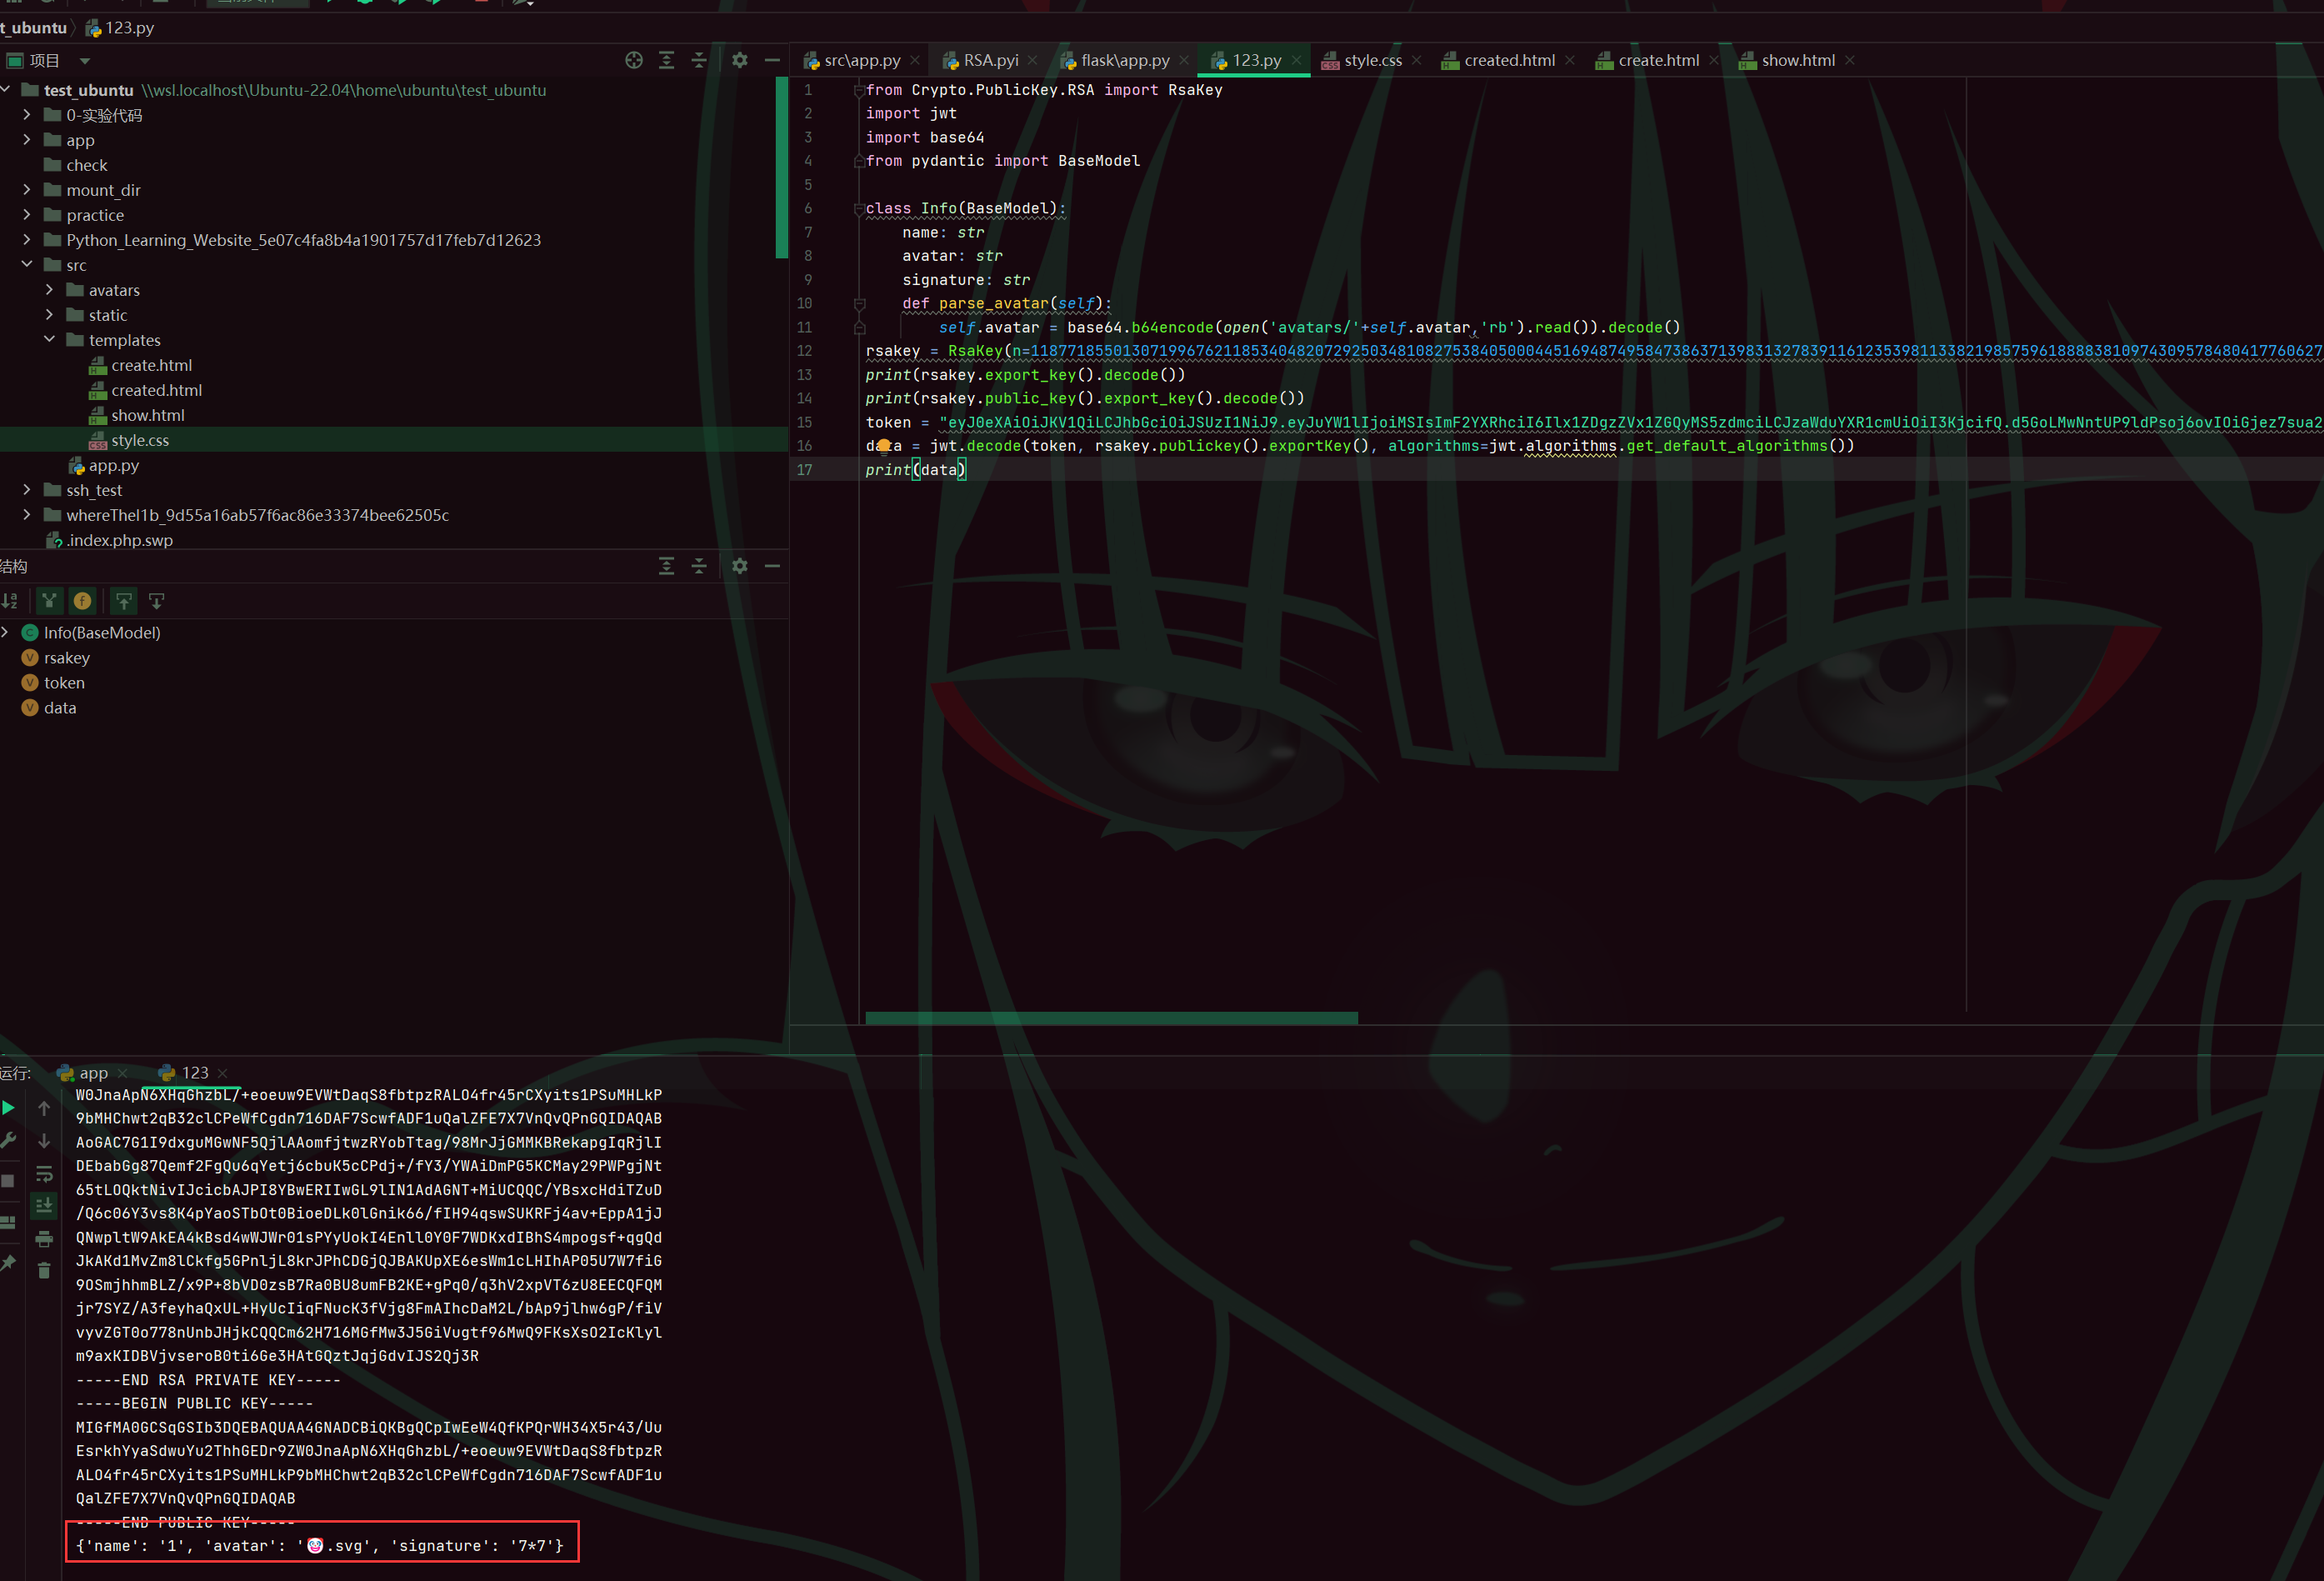 t_ubuntu 123.py
项目
test_ubuntu \\wsl.localhost\Ubuntu-22.04\home\ubuntu\test_ubuntu
0-实验代码
app
check
mount_dir
practice
Python_Learning_Website_5e07c4fa8b4a1901757d17feb7d12623
src
avatars
static
templates
create.html
created.html
show.html
style.css
app.py
ssh_test
whereThel1b_9d55a16ab57f6ac86e33374bee62505c
.index.php.swp
结构
Info(BaseModel)
rsakey
token
data
src\app.py RSA.pyi flask\app.py 123.py style.css created.html create.html show.html
1 from Crypto.PublicKey.RSA import RsaKey
2 import jwt
3 import base64
4 from pydantic import BaseModel
5
6 class Info(BaseModel):
7 name: str
8 avatar: str
9 signature: str
10 def parse_avatar(self):
11 self.avatar = base64.b64encode(open('avatars/'+self.avatar,'rb').read()).decode()
12 rsakey = RsaKey(n=
13 print(rsakey.export_key().decode())
14 print(rsakey.public_key().export_key().decode())
15 token = "eyJ0eXAiOiJKV1QiLCJhbGciOiJSUzI1NiJ9.eyJuYW1lIjoiMSIsImF2YXRhciI6Ilx1ZDgzZVx1ZGQyMS5zdmciLCJzaWduYXR1cmUiOiI3KjcifQ.d5GoLMwNntUP9ldPsoj6ovIOiGjez7sua2
16 data = jwt.decode(token, rsakey.publickey().exportKey(), algorithms=jwt.algorithms.get_default_algorithms())
17 print(data)
运行: app 123
W0JnaApN6XHqGhzbL/+eoeuw9EVWtDaqS8fbtpzRALO4fr45rCXyits1PSuMHLkP
9bMHChwt2qB32clCPeWfCgdn716DAF7ScwfADF1uQalZFE7X7VnQvQPnGQIDAQAB
AoGAC7G1I9dxguMGwNF5QjlAAomfjtwzRYobTtag/98MrJjGMMKBRekapgIqRjlI
DEbabGg87Qemf2FgQu6qYetj6cbuK5cCPdj+/fY3/YWAiDmPG5KCMay29PWPgjNt
65tLOQktNivIJcicbAJPI8YBwERIIwGL9lIN1AdAGNT+MiUCQQC/YBsxcHdiTZuD
/Q6c06Y3vs8K4pYaoSTbOt0BioeDLk0lGnik66/fIH94qswSUKRFj4av+EppA1jJ
QNwpltW9AkEA4kBsd4wWJWr01sPYyUokI4Enll0Y0F7WDKxdIBhS4mpogsf+qgQd
JkAKd1MvZm8lCkfg5GPnljL8krJPhCDGjQJBAKUpXE6esWm1cLHIhAP05U7W7fiG
9OSmjhhmBLZ/x9P+8bVD0zsB7Ra0BU8umFB2KE+gPq0/q3hV2xpVT6zU8EECQFQM
jr7SYZ/A3feyhaQxUL+HyUcIiqFNucK3fVjg8FmAIhcDaM2L/bAp9jlhw6gP/fiV
vyvZGT0o778nUnbJHjkCQQCm62H716MGfMw3J5GiVugtf96MwQ9FKsXsO2IcKlyl
m9axKIDBVjvseroB0ti6Ge3HAtGQztJqjGdvIJS2Qj3R
-----END RSA PRIVATE KEY-----
-----BEGIN PUBLIC KEY-----
MIGfMA0GCSqGSIb3DQEBAQUAA4GNADCBiQKBgQCpIwEeW4QfKPQrWH34X5r43/Uu
EsrkhYyaSdwuYu2ThhGEDr9ZW0JnaApN6XHqGhzbL/+eoeuw9EVWtDaqS8fbtpzR
ALO4fr45rCXyits1PSuMHLkP9bMHChwt2qB32clCPeWfCgdn716DAF7ScwfADF1u
QalZFE7X7VnQvQPnGQIDAQAB
-----END PUBLIC KEY-----
{'name': '1', 'avatar': '🤡.svg', 'signature': '7*7'}